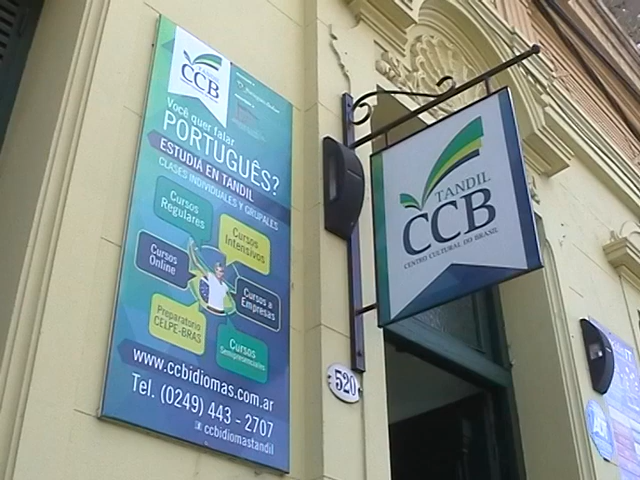 TANDIL
CCB
Você quer falar
PORTUGUÊS?
ESTUDIÁ EN TANDIL
CLASES INDIVIDUALES Y GRUPALES
Cursos
Regulares
Cursos
Intensivos
Cursos
Online
Cursos a
Empresas
Preparatorio
CELPE-BRAS
Cursos
Semipresenciales
www.ccbidiomas.com.ar
Tel. (0249) 443 - 2707
ccbidiomastandil
520
TANDIL
CCB
CENTRO CULTURAL DO BRASIL